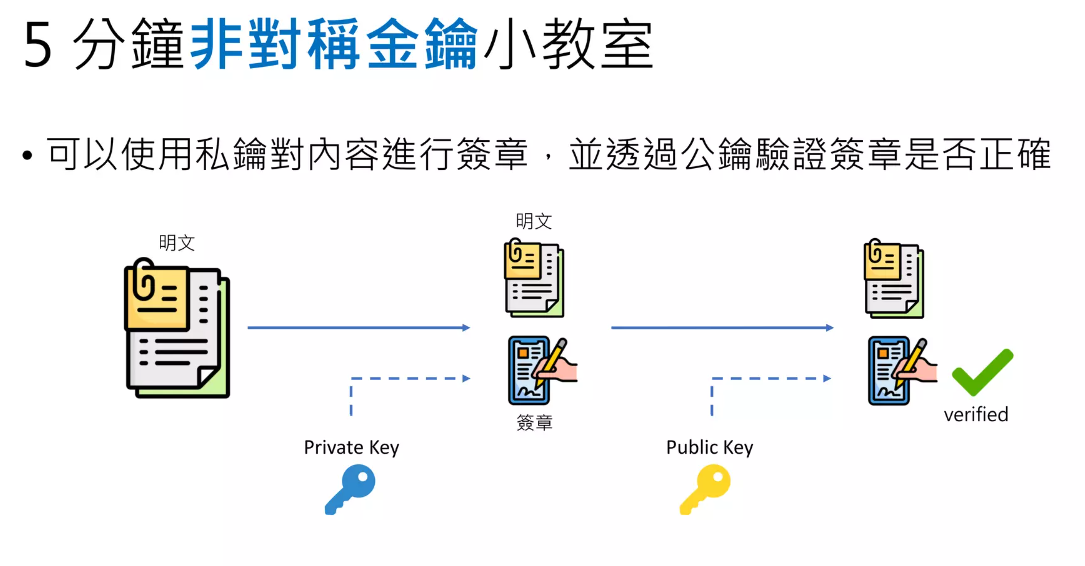 5 分鐘非對稱金鑰小教室
• 可以使用私鑰對內容進行簽章，並透過公鑰驗證簽章是否正確
明文
明文
簽章
verified
Private Key
Public Key